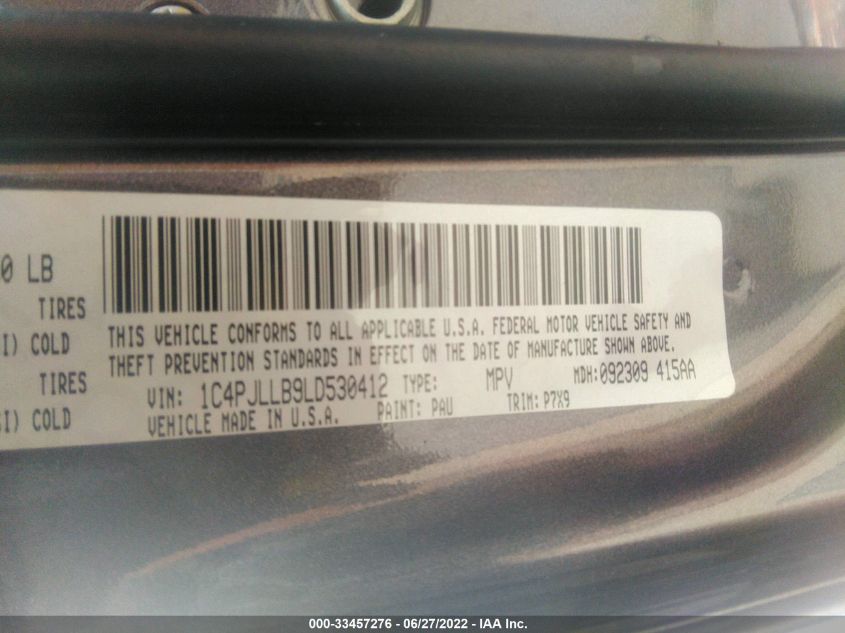 0 LB
TIRES
I) COLD
TIRES
SI) COLD
THIS VEHICLE CONFORMS TO ALL APPLICABLE U.S.A. FEDERAL MOTOR VEHICLE SAFETY AND
THEFT PREVENTION STANDARDS IN EFFECT ON THE DATE OF MANUFACTURE SHOWN ABOVE.
VIN: 1C4PJLLB9LD530412 TYPE: MPV MDH:092309 415AA
VEHICLE MADE IN U.S.A. PAINT: PAU TRIM: P7X9
000-33457276 - 06/27/2022 - IAA Inc.